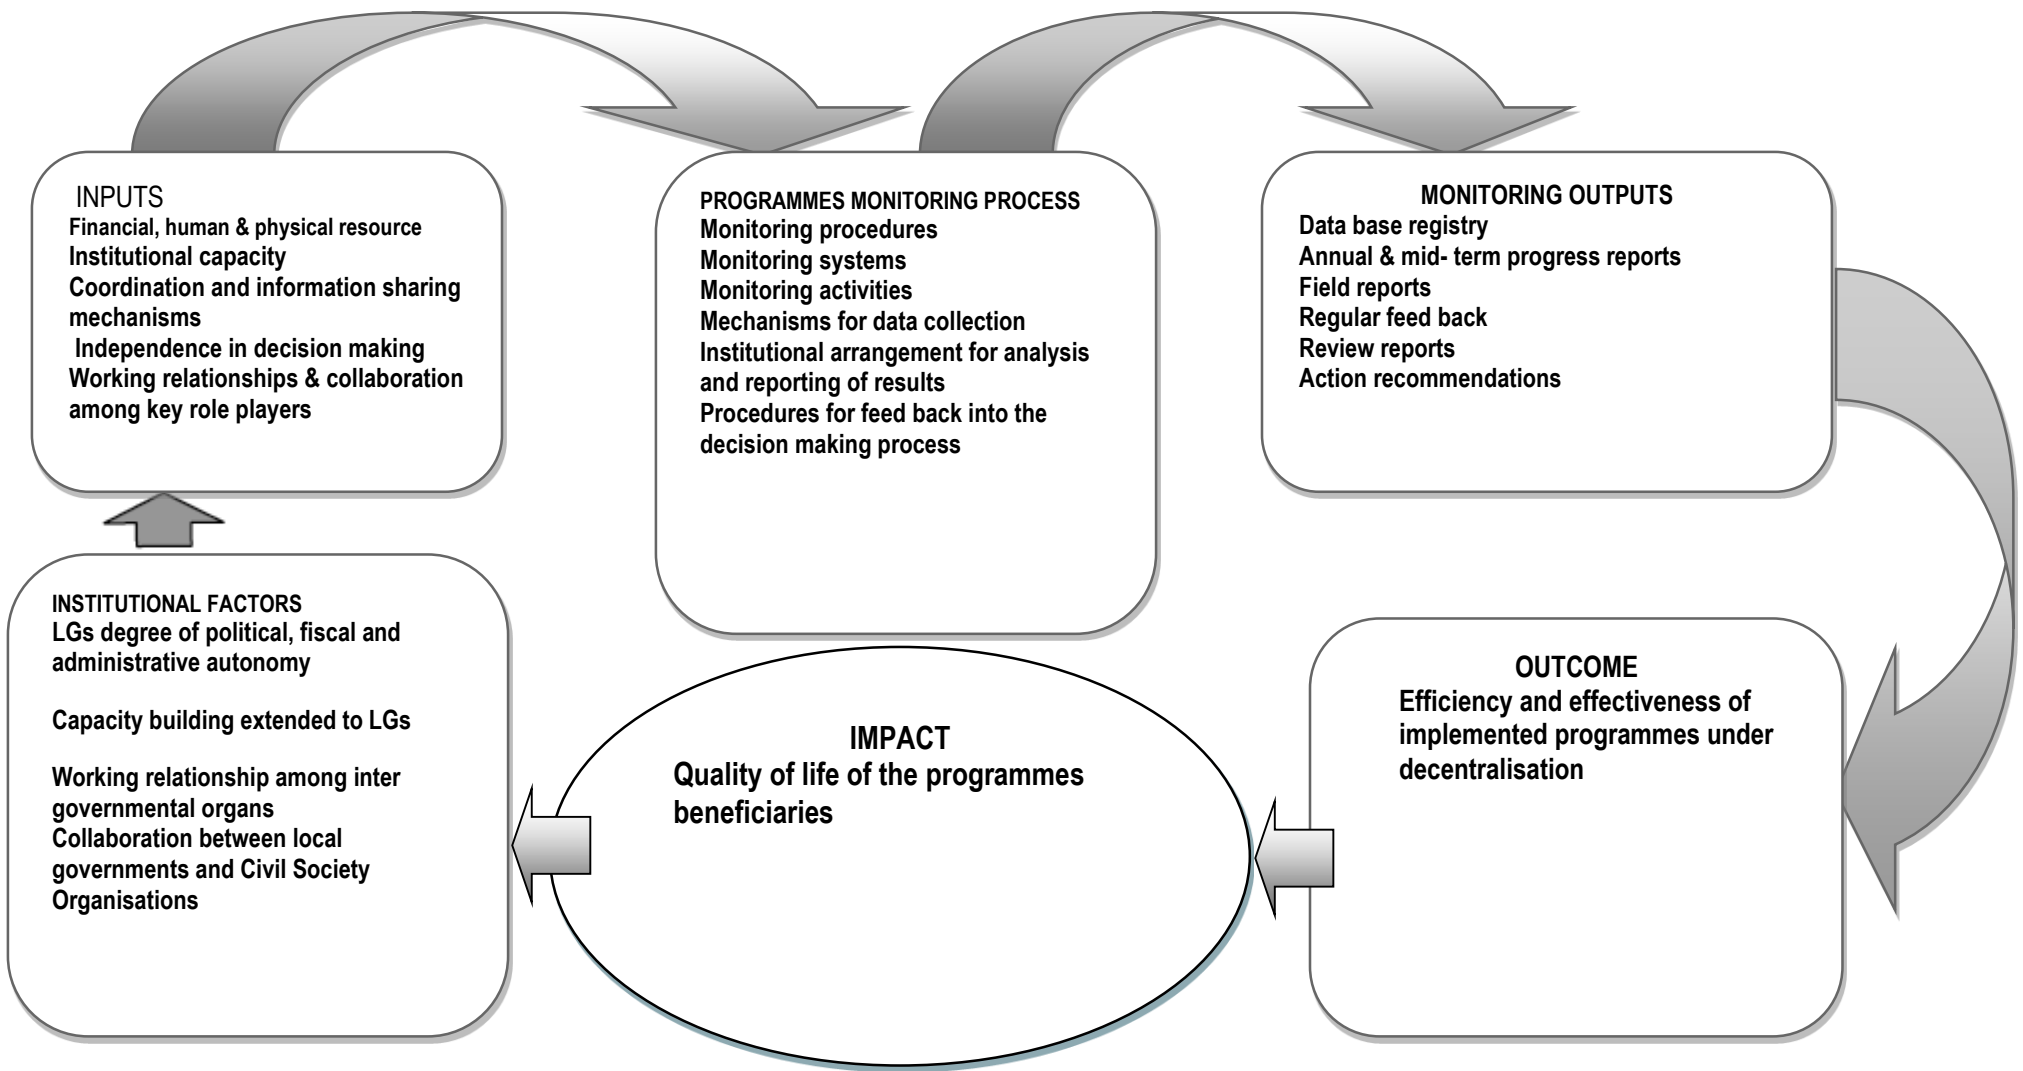 INPUTS
Financial, human & physical resource
Institutional capacity
Coordination and information sharing
mechanisms
Independence in decision making
Working relationships & collaboration
among key role players
PROGRAMMES MONITORING PROCESS
Monitoring procedures
Monitoring systems
Monitoring activities
Mechanisms for data collection
Institutional arrangement for analysis
and reporting of results
Procedures for feed back into the
decision making process
MONITORING OUTPUTS
Data base registry
Annual & mid- term progress reports
Field reports
Regular feed back
Review reports
Action recommendations
INSTITUTIONAL FACTORS
LGs degree of political, fiscal and
administrative autonomy
Capacity building extended to LGs
Working relationship among inter
governmental organs
Collaboration between local
governments and Civil Society
Organisations
IMPACT
Quality of life of the programmes
beneficiaries
OUTCOME
Efficiency and effectiveness of
implemented programmes under
decentralisation